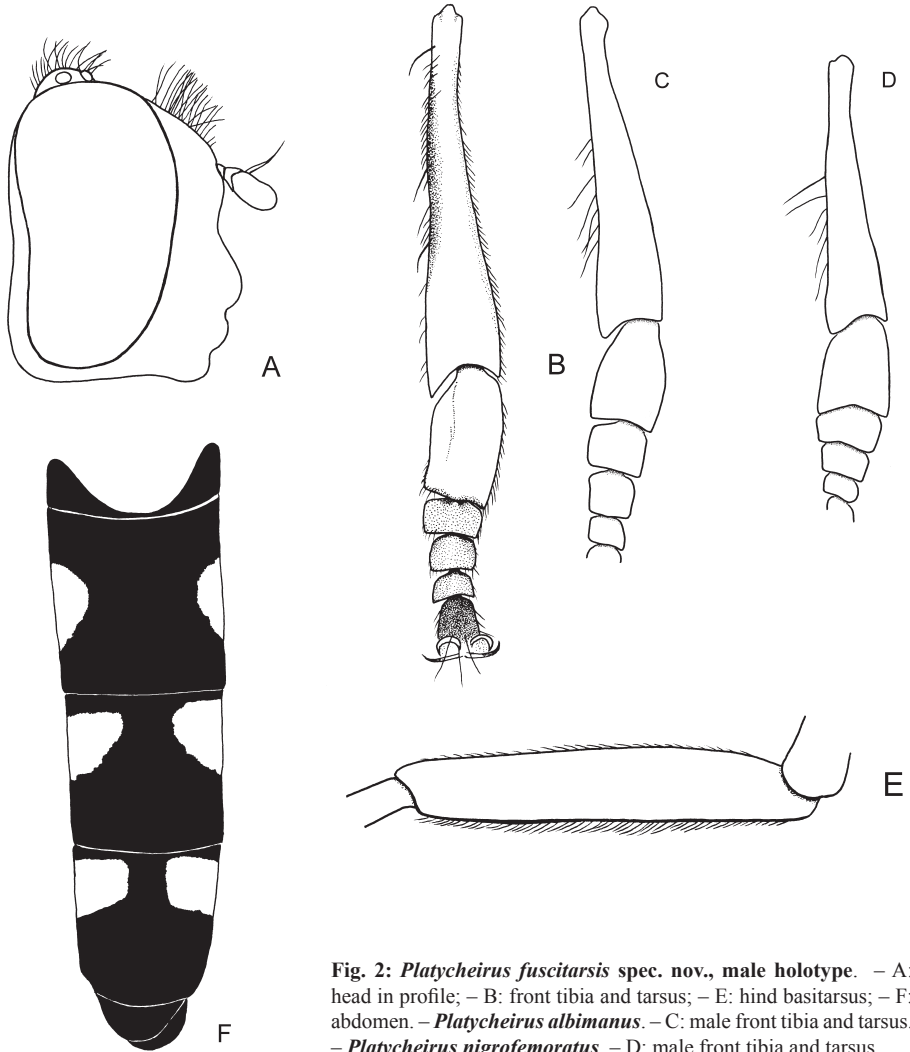 A
B
C
D
E
F
Fig. 2: Platycheirus fuscitarsis spec. nov., male holotype. – A:
head in profile; – B: front tibia and tarsus; – E: hind basitarsus; – F:
abdomen. – Platycheirus albimanus. – C: male front tibia and tarsus.
– Platycheirus nigrofemoratus. – D: male front tibia and tarsus